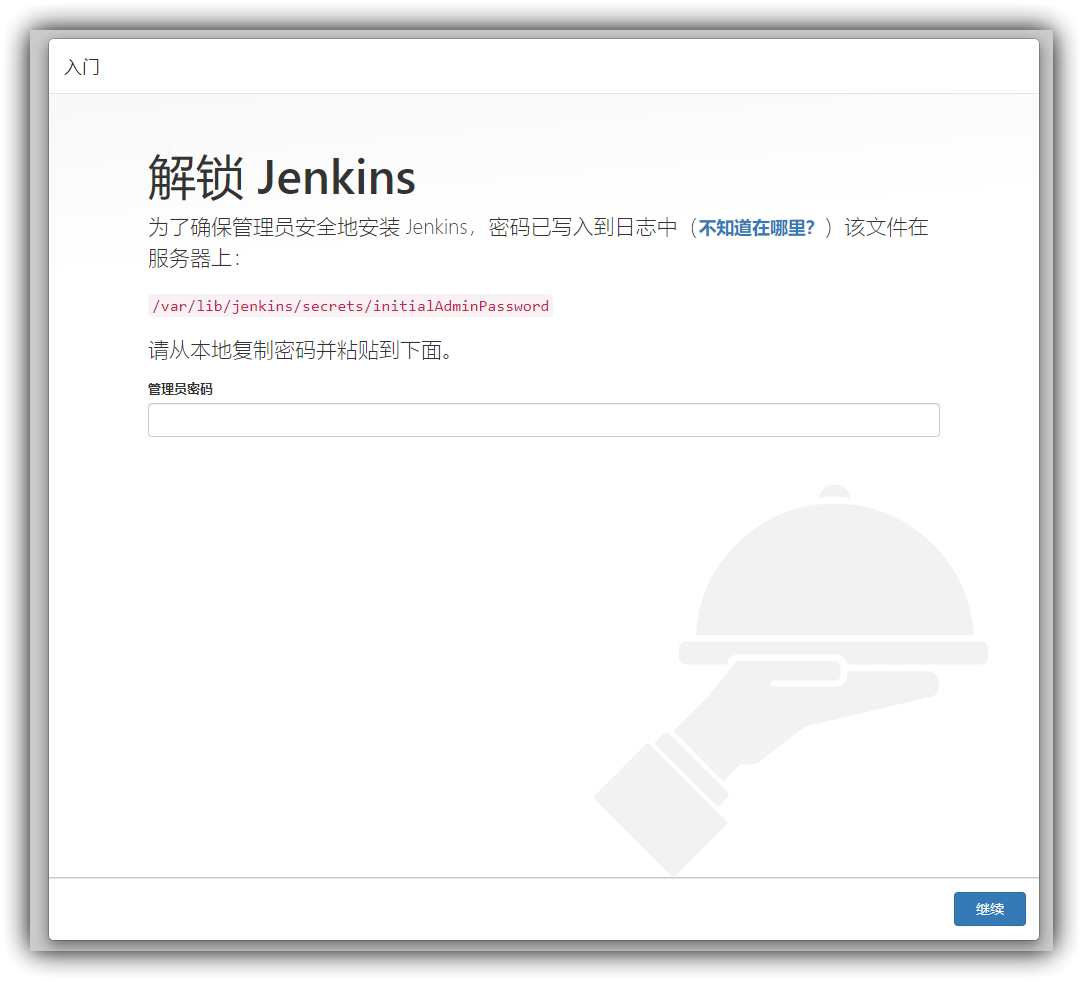 入门
解锁 Jenkins
为了确保管理员安全地安装 Jenkins，密码已写入到日志中（不知道在哪里？）该文件在
服务器上：
/var/lib/jenkins/secrets/initialAdminPassword
请从本地复制密码并粘贴到下面。
管理员密码
继续